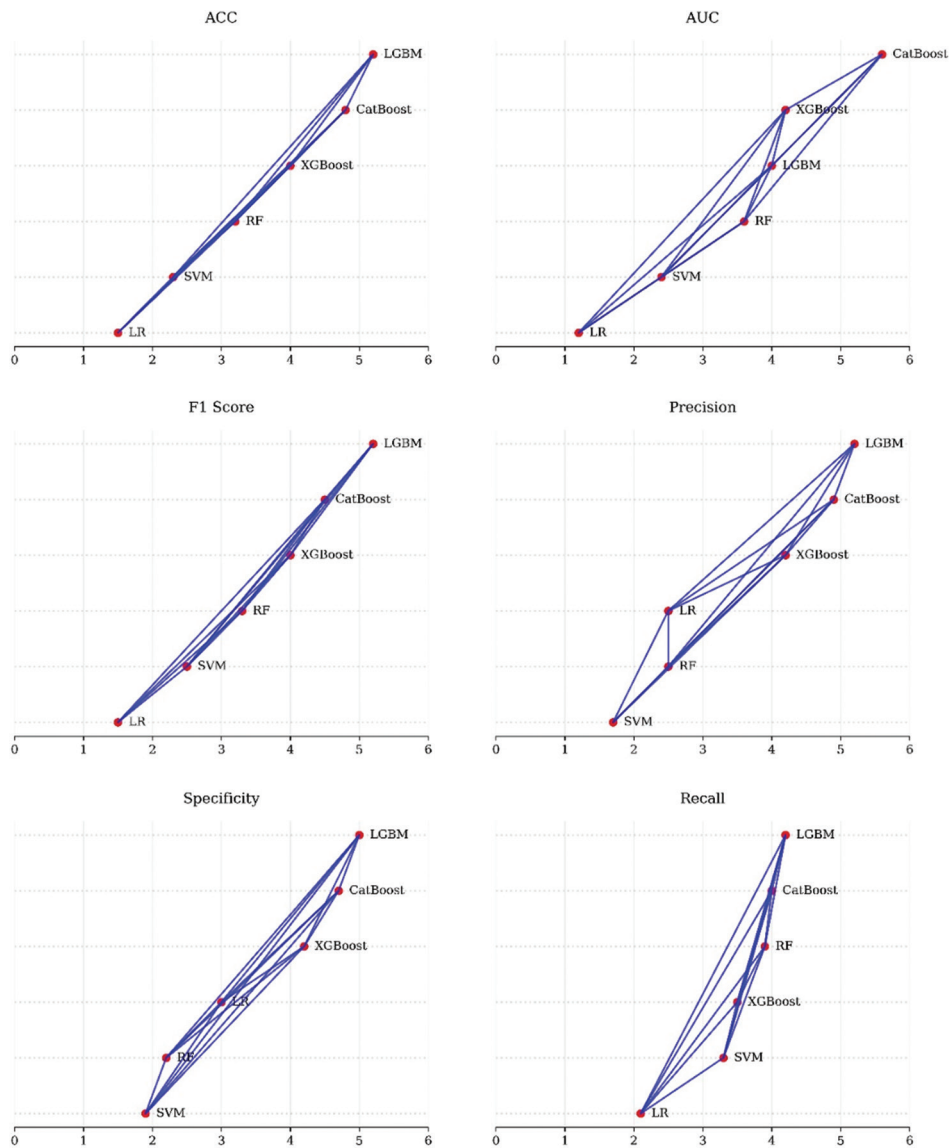 ACC
LGBM
CatBoost
XGBoost
RF
SVM
LR
0 1 2 3 4 5 6
AUC
CatBoost
XGBoost
LGBM
RF
SVM
LR
0 1 2 3 4 5 6
F1 Score
LGBM
CatBoost
XGBoost
RF
SVM
LR
0 1 2 3 4 5 6
Precision
LGBM
CatBoost
XGBoost
LR
RF
SVM
0 1 2 3 4 5 6
Specificity
LGBM
CatBoost
XGBoost
LR
RF
SVM
0 1 2 3 4 5 6
Recall
LGBM
CatBoost
RF
XGBoost
SVM
LR
0 1 2 3 4 5 6